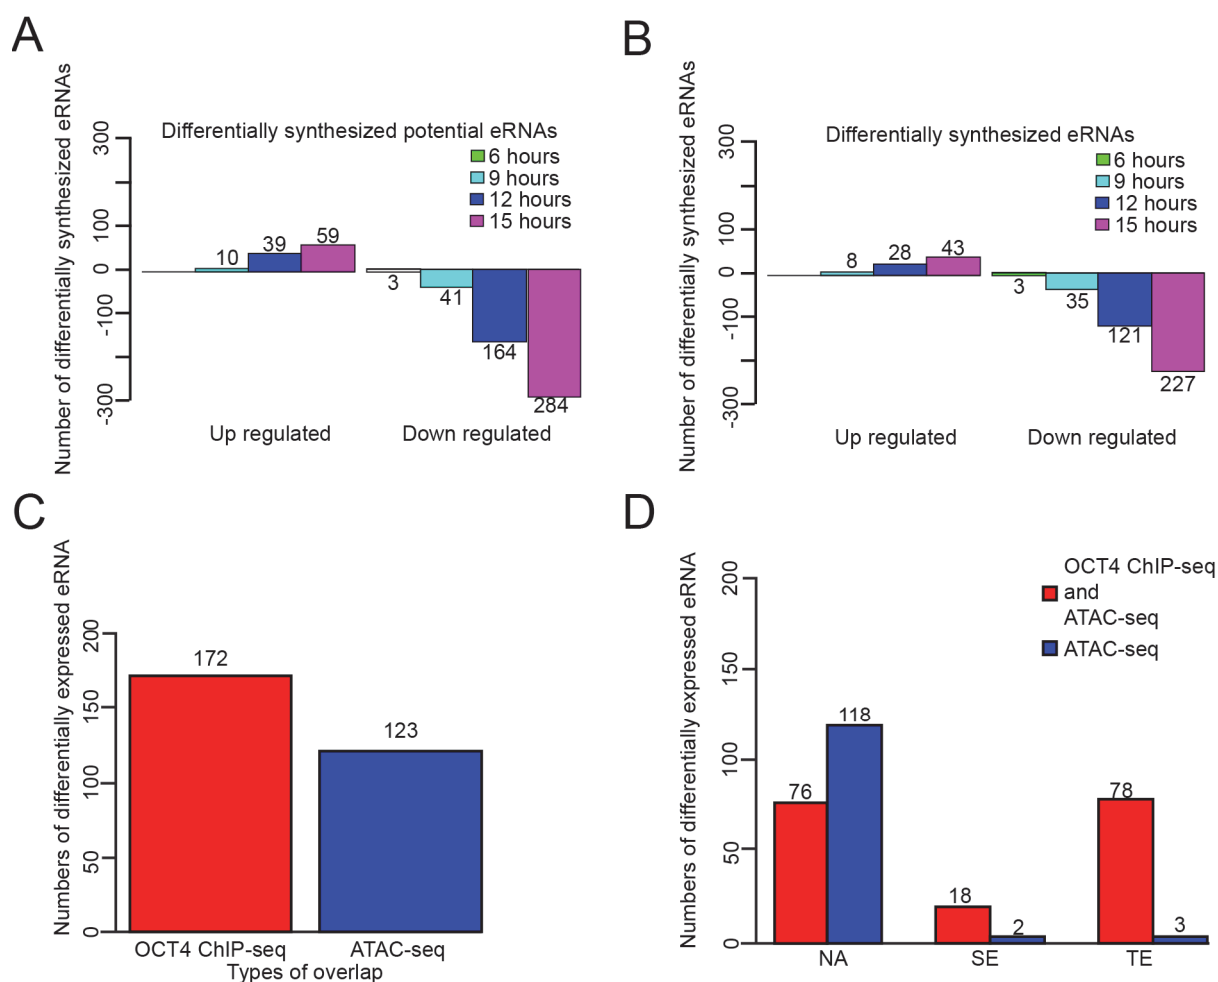 A
Number of differentially synthesized eRNAs
Differentially synthesized potential eRNAs
6 hours
9 hours
12 hours
15 hours
300
100
0
-100
-300
10
39
59
3
41
164
284
Up regulated
Down regulated
B
Number of differentially synthesized eRNAs
Differentially synthesized eRNAs
6 hours
9 hours
12 hours
15 hours
300
100
0
-100
-300
8
28
43
3
35
121
227
Up regulated
Down regulated
C
Numbers of differentially expressed eRNA
200
150
100
50
0
172
123
OCT4 ChIP-seq
ATAC-seq
Types of overlap
D
Numbers of differentially expressed eRNA
200
150
100
50
0
OCT4 ChIP-seq
and
ATAC-seq
ATAC-seq
76
118
18
2
78
3
NA
SE
TE